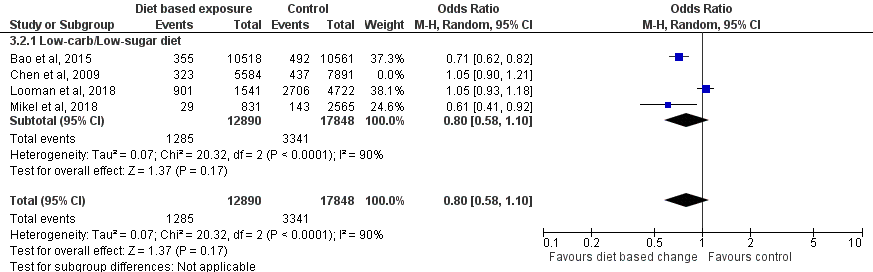 Diet based exposure Control Odds Ratio Odds Ratio
Study or Subgroup Events Total Events Total Weight M-H, Random, 95% CI M-H, Random, 95% CI
3.2.1 Low-carb/Low-sugar diet
Bao et al, 2015 355 10518 492 10561 37.3% 0.71 [0.62, 0.82]
Chen et al, 2009 323 5584 437 7891 0.0% 1.05 [0.90, 1.21]
Looman et al, 2018 901 1541 2706 4722 38.1% 1.05 [0.93, 1.18]
Mikel et al, 2018 29 831 143 2565 24.6% 0.61 [0.41, 0.92]
Subtotal (95% CI) 12890 17848 100.0% 0.80 [0.58, 1.10]
Total events 1285 3341
Heterogeneity: Tau² = 0.07; Chi² = 20.32, df = 2 (P < 0.0001); I² = 90%
Test for overall effect: Z = 1.37 (P = 0.17)
Total (95% CI) 12890 17848 100.0% 0.80 [0.58, 1.10]
Total events 1285 3341
Heterogeneity: Tau² = 0.07; Chi² = 20.32, df = 2 (P < 0.0001); I² = 90%
Test for overall effect: Z = 1.37 (P = 0.17)
Test for subgroup differences: Not applicable
0.1 0.2 0.5 1 2 5 10
Favours diet based change Favours control